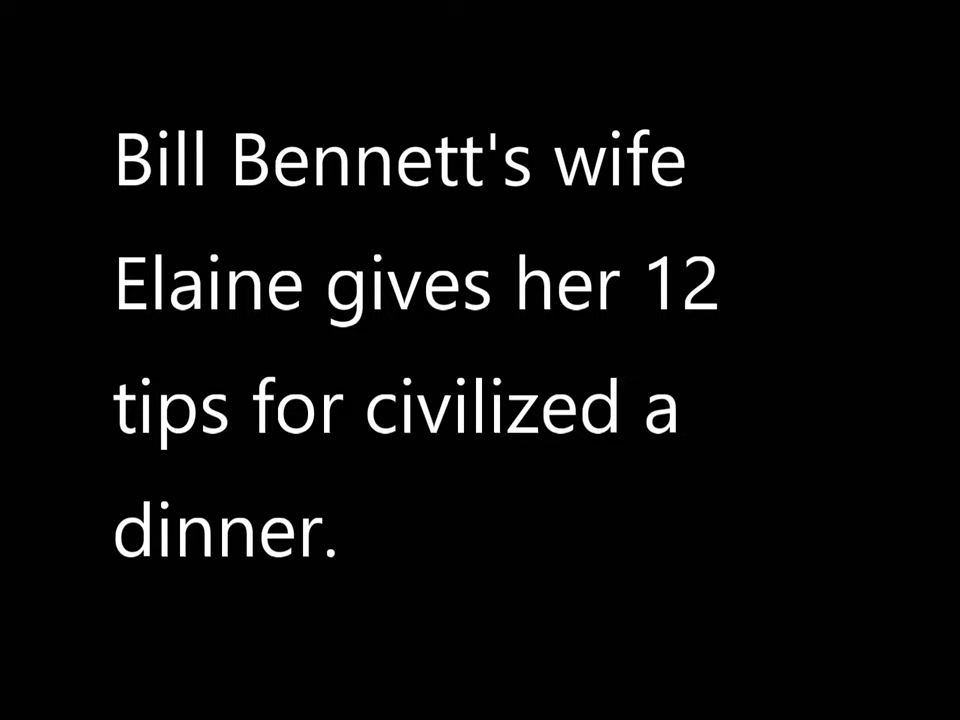 Bill Bennett's wife
Elaine gives her 12
tips for civilized a
dinner.